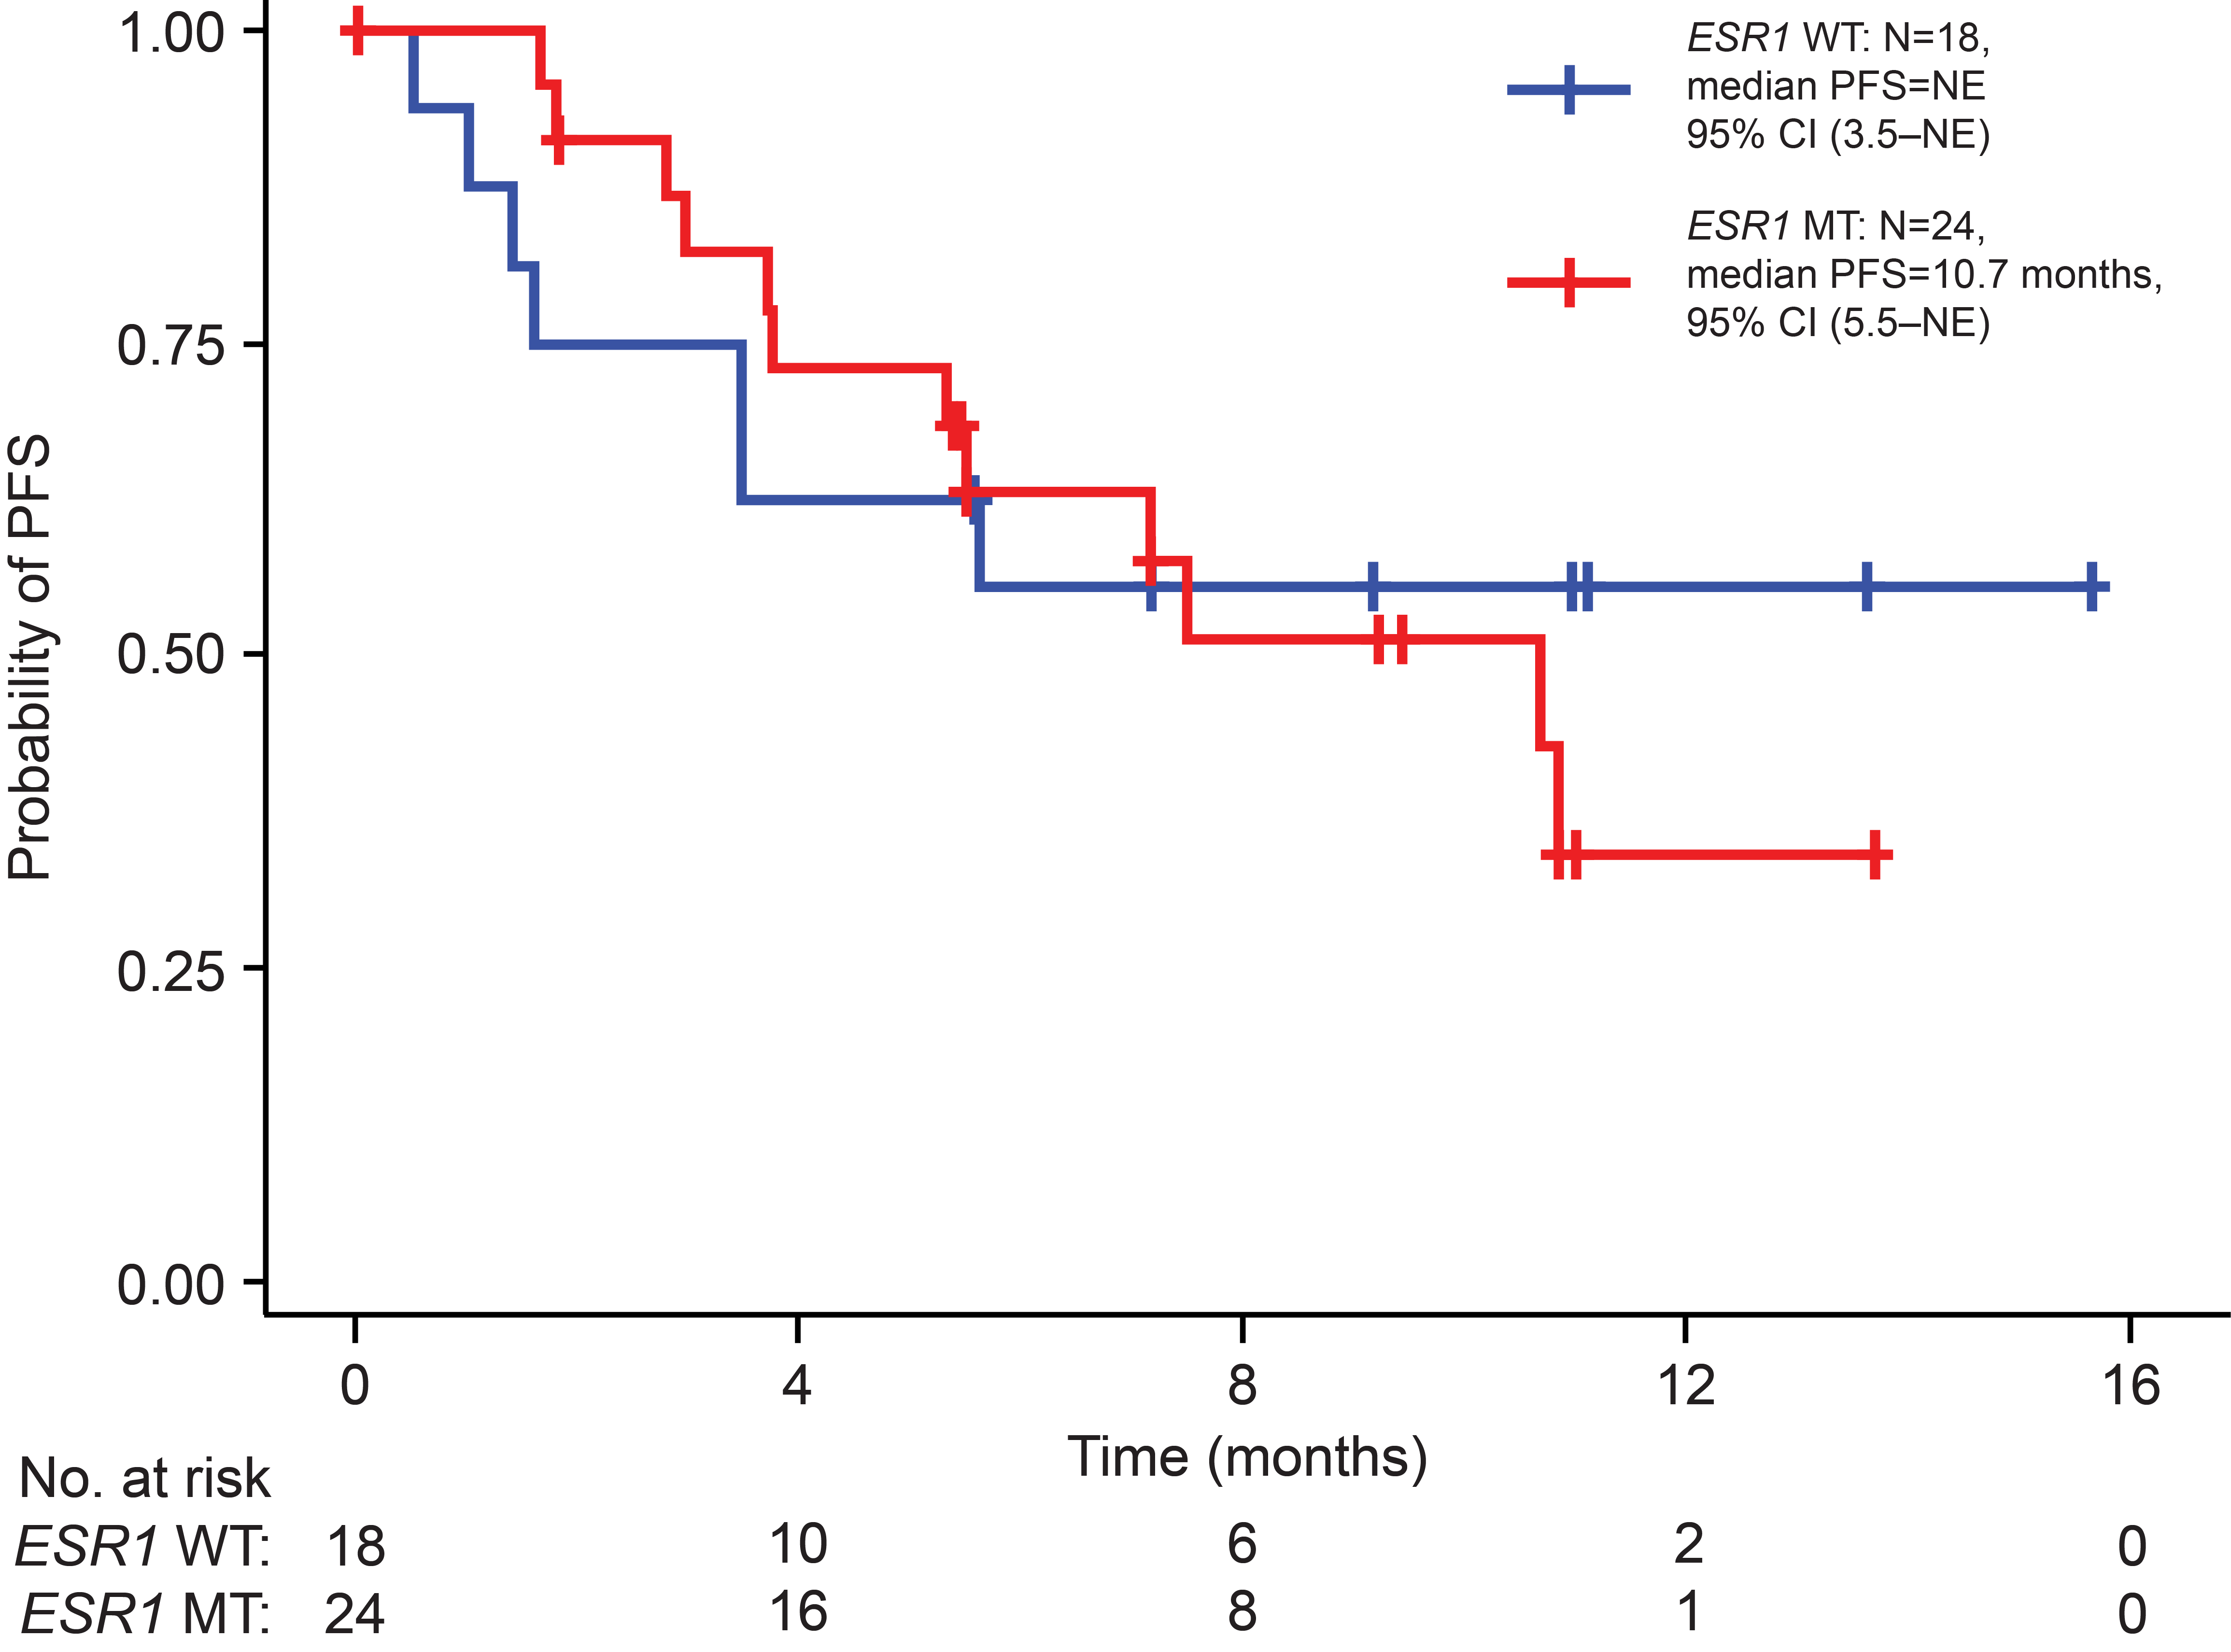 ESR1 WT: N=18,
median PFS=NE
95% CI (3.5–NE)
ESR1 MT: N=24,
median PFS=10.7 months,
95% CI (5.5–NE)
Probability of PFS
1.00
0.75
0.50
0.25
0.00
0 4 8 12 16
Time (months)
No. at risk
ESR1 WT: 18 10 6 2 0
ESR1 MT: 24 16 8 1 0